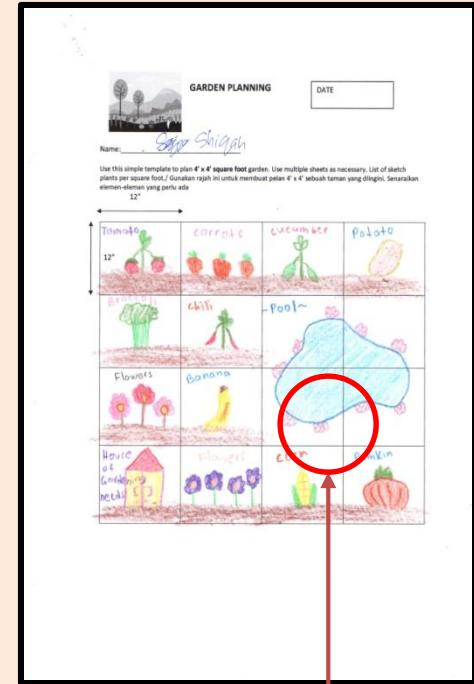 GARDEN PLANNING
DATE
Name: Shiqah
Use this simple template to plan 4' x 4' square foot garden. Use multiple sheets as necessary. List of sketch
plants per square foot./ Gunakan rajah ini untuk membuat pelan 4' x 4' sebuah taman yang diingini. Senaraikan
elemen-eleman yang perlu ada
12"
12"
Tomato carrots cucumber Potato
Broccoli chili ~Pool~
Flowers Banana
House of Gardening needs Flowers corn Pumkin